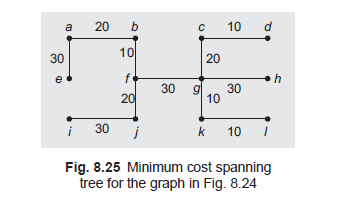 a 20 b c 10 d
30 10 20
e f 30 g 30 h
20 10
i 30 j k 10 l
Fig. 8.25 Minimum cost spanning
tree for the graph in Fig. 8.24